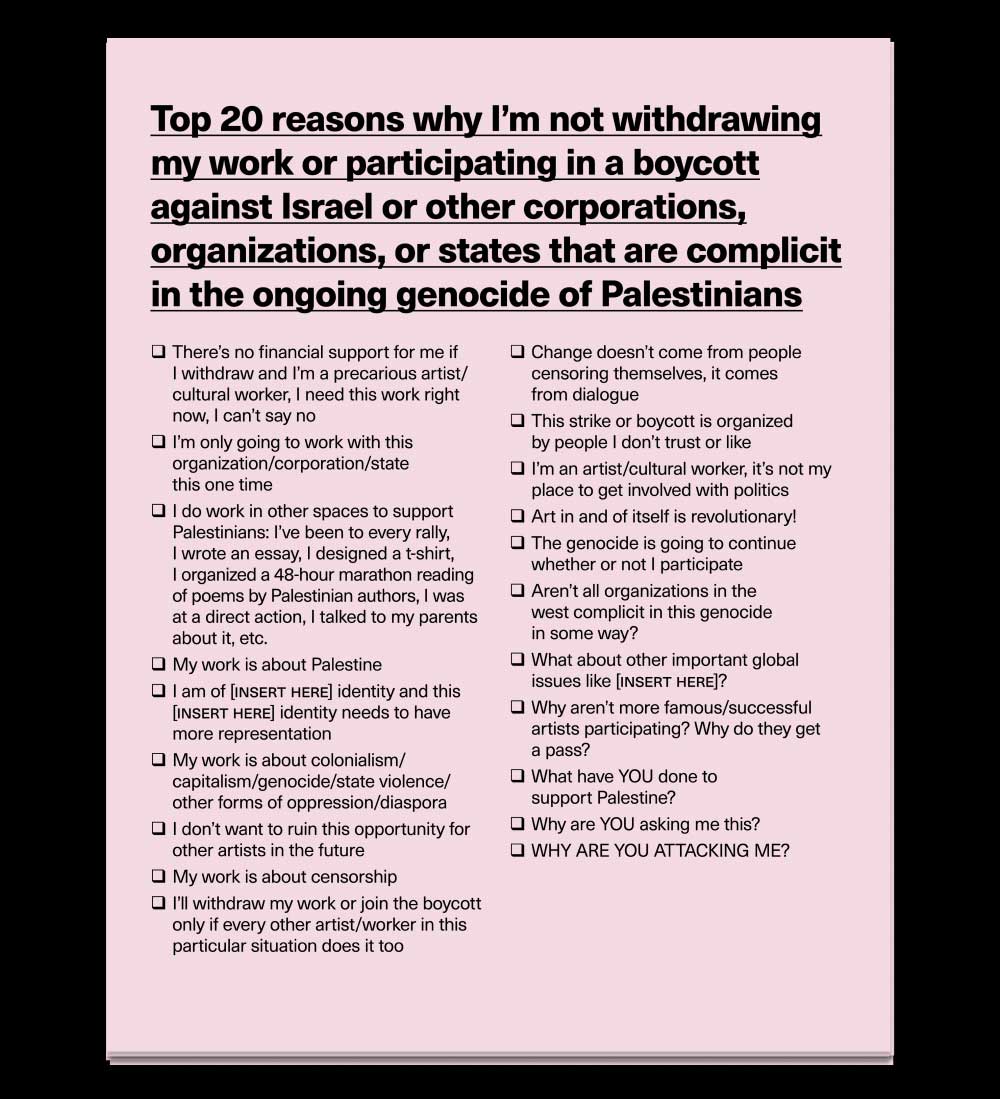 Top 20 reasons why I'm not withdrawing
my work or participating in a boycott
against Israel or other corporations,
organizations, or states that are complicit
in the ongoing genocide of Palestinians
❏ There's no financial support for me if
I withdraw and I'm a precarious artist/
cultural worker, I need this work right
now, I can't say no
❏ I'm only going to work with this
organization/corporation/state
this one time
❏ I do work in other spaces to support
Palestinians: I've been to every rally,
I wrote an essay, I designed a t-shirt,
I organized a 48-hour marathon reading
of poems by Palestinian authors, I was
at a direct action, I talked to my parents
about it, etc.
❏ My work is about Palestine
❏ I am of [INSERT HERE] identity and this
[INSERT HERE] identity needs to have
more representation
❏ My work is about colonialism/
capitalism/genocide/state violence/
other forms of oppression/diaspora
❏ I don't want to ruin this opportunity for
other artists in the future
❏ My work is about censorship
❏ I'll withdraw my work or join the boycott
only if every other artist/worker in this
particular situation does it too
❏ Change doesn't come from people
censoring themselves, it comes
from dialogue
❏ This strike or boycott is organized
by people I don't trust or like
❏ I'm an artist/cultural worker, it's not my
place to get involved with politics
❏ Art in and of itself is revolutionary!
❏ The genocide is going to continue
whether or not I participate
❏ Aren't all organizations in the
west complicit in this genocide
in some way?
❏ What about other important global
issues like [INSERT HERE]?
❏ Why aren't more famous/successful
artists participating? Why do they get
a pass?
❏ What have YOU done to
support Palestine?
❏ Why are YOU asking me this?
❏ WHY ARE YOU ATTACKING ME?